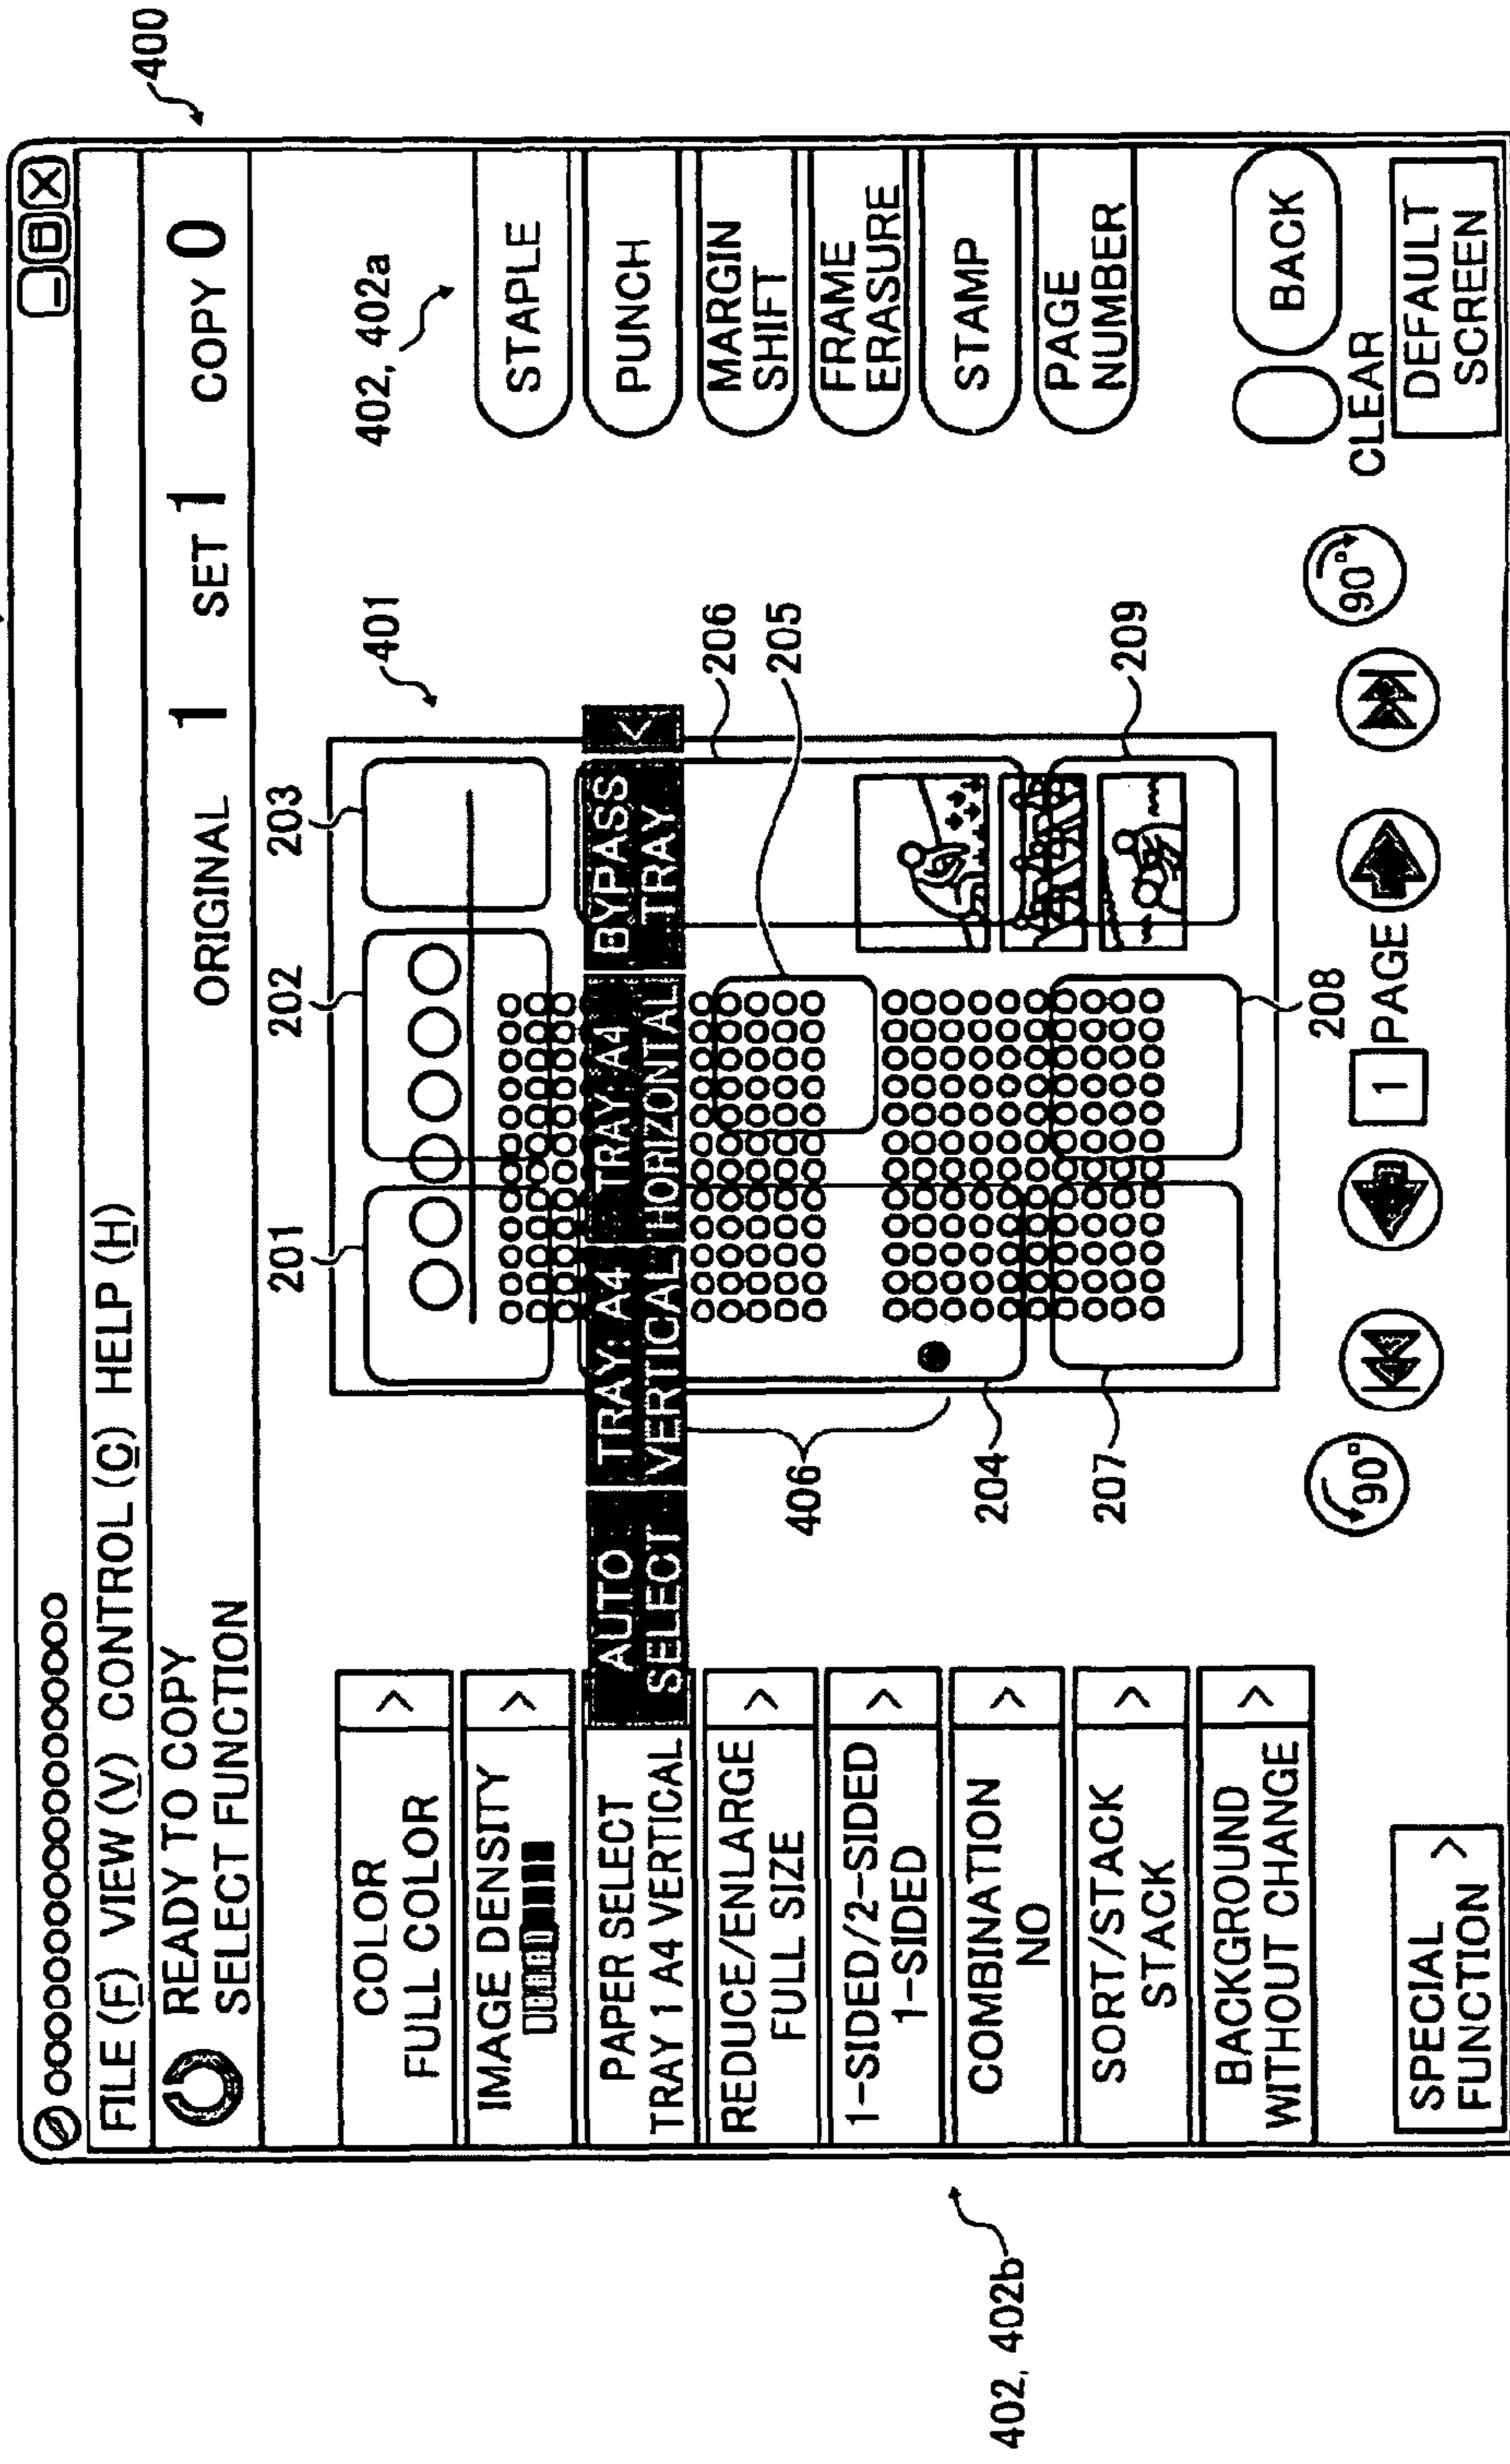 400
FILE (F) VIEW (V) CONTROL (C) HELP (H)
READY TO COPY
SELECT FUNCTION
ORIGINAL 1 SET 1 COPY 0
402, 402a
401
201
202
203
COLOR
FULL COLOR
>
IMAGE DENSITY
>
PAPER SELECT
TRAY 1 A4 VERTICAL
AUTO
SELECT
TRAY: A4
VERTICAL
TRAY: A4
HORIZONTAL
BYPASS
TRAY
<
REDUCE/ENLARGE
FULL SIZE
>
1-SIDED/2-SIDED
1-SIDED
>
COMBINATION
NO
>
SORT/STACK
STACK
>
BACKGROUND
WITHOUT CHANGE
>
SPECIAL
FUNCTION >
402, 402b
406
204
207
206
205
209
208
STAPLE
PUNCH
MARGIN
SHIFT
FRAME
ERASURE
STAMP
PAGE
NUMBER
90°
1 PAGE
90°
CLEAR
BACK
DEFAULT
SCREEN